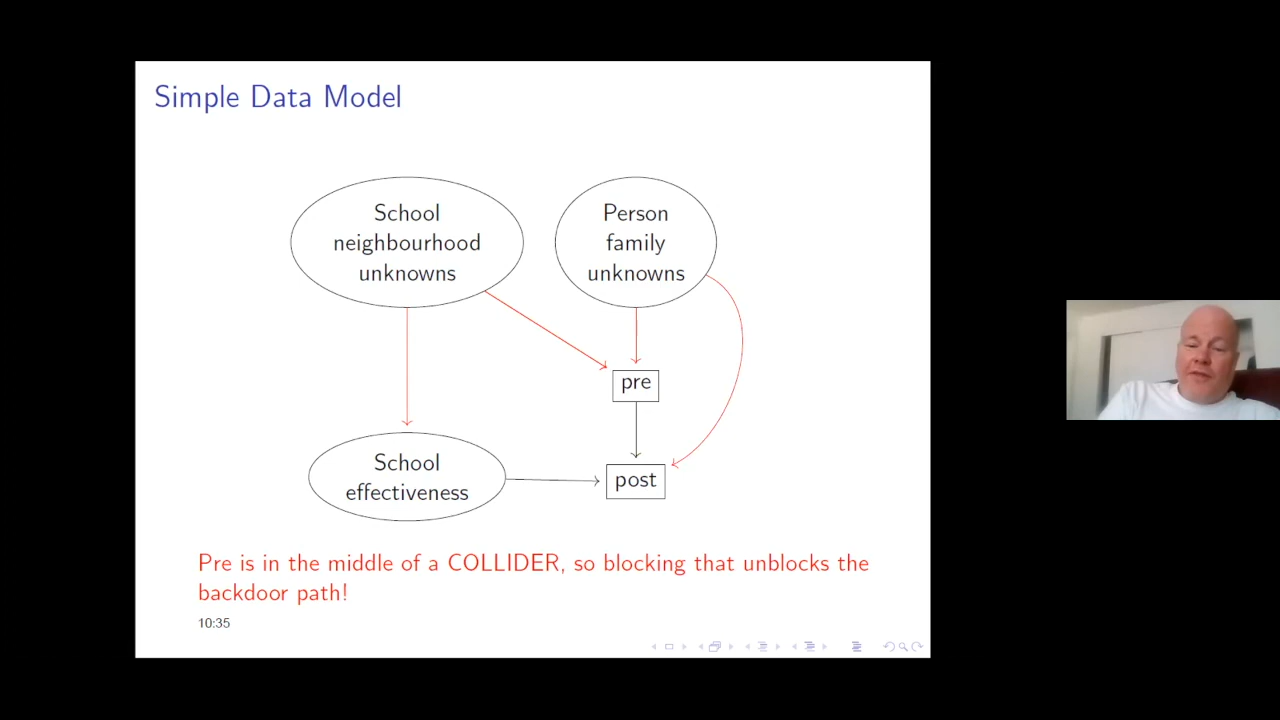 Simple Data Model
School
neighbourhood
unknowns
Person
family
unknowns
pre
School
effectiveness
post
Pre is in the middle of a COLLIDER, so blocking that unblocks the
backdoor path!
10:35